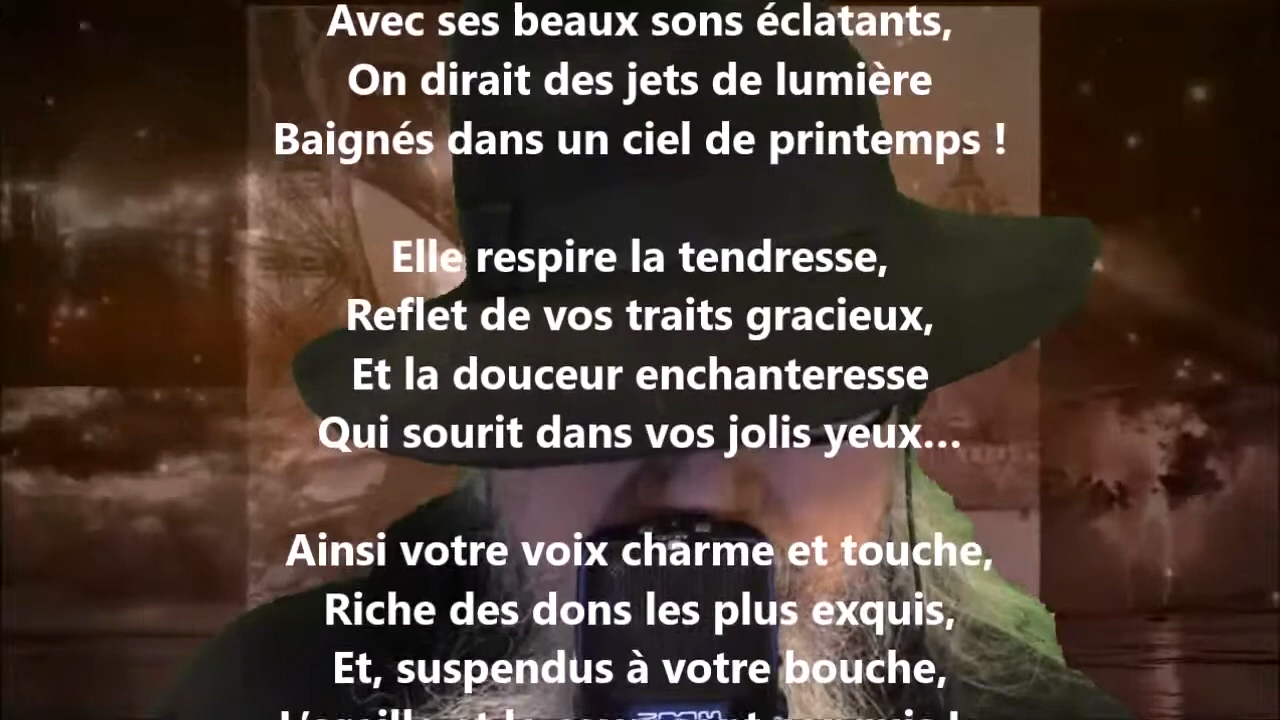 Avec ses beaux sons éclatants,
On dirait des jets de lumière
Baignés dans un ciel de printemps !
Elle respire la tendresse,
Reflet de vos traits gracieux,
Et la douceur enchanteresse
Qui sourit dans vos jolis yeux...
Ainsi votre voix charme et touche,
Riche des dons les plus exquis,
Et, suspendus à votre bouche,